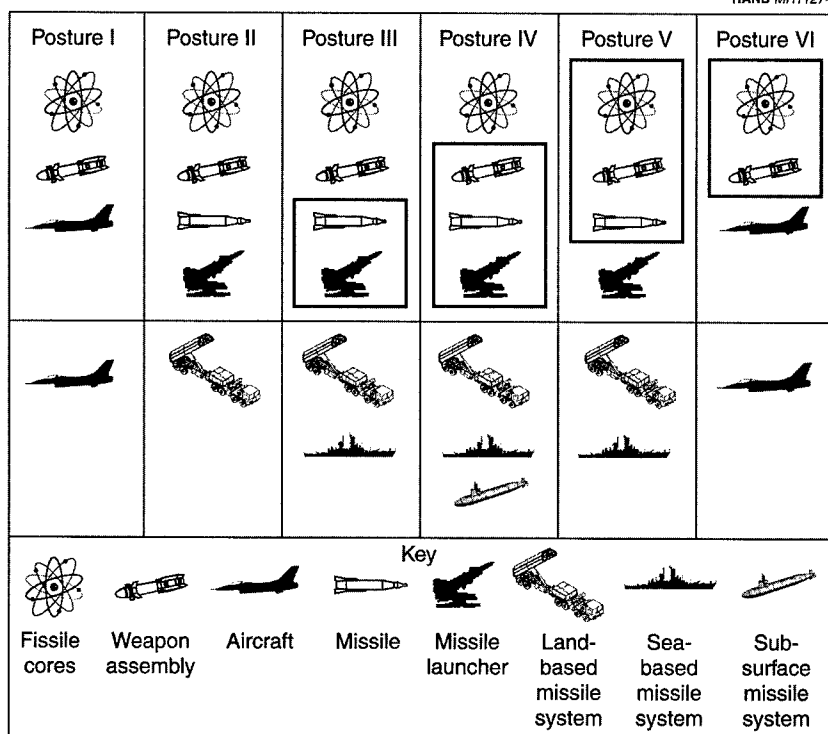 Posture I Posture II Posture III Posture IV Posture V Posture VI
Key
Fissile cores
Weapon assembly
Aircraft
Missile
Missile launcher
Land-based missile system
Sea-based missile system
Sub-surface missile system